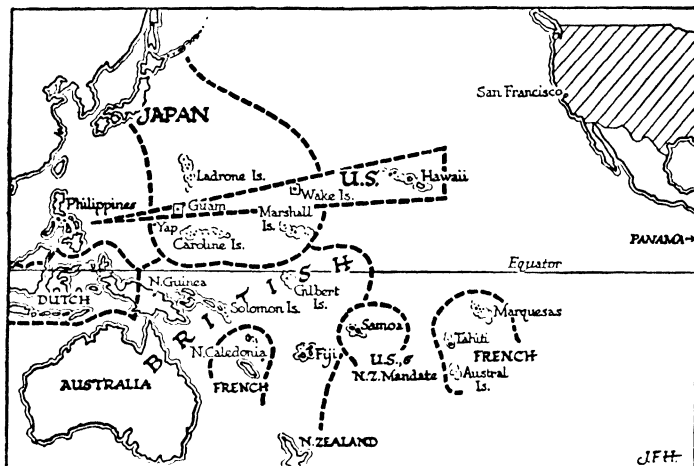 San Francisco
JAPAN
Ladrone Is.
U.S.
Hawaii
Wake Is.
Philippines
Guam
Marshall
Is.
Yap
Caroline Is.
PANAMA→
Equator
BRITISH
N.Guinea
DUTCH
Gilbert
Is.
Solomon Is.
Marquesas
Samoa
Tahiti
N.Caledonia
Fiji
U.S., &
N.Z. Mandate
FRENCH
Austral
Is.
AUSTRALIA
FRENCH
N.ZEALAND
J.F.H.